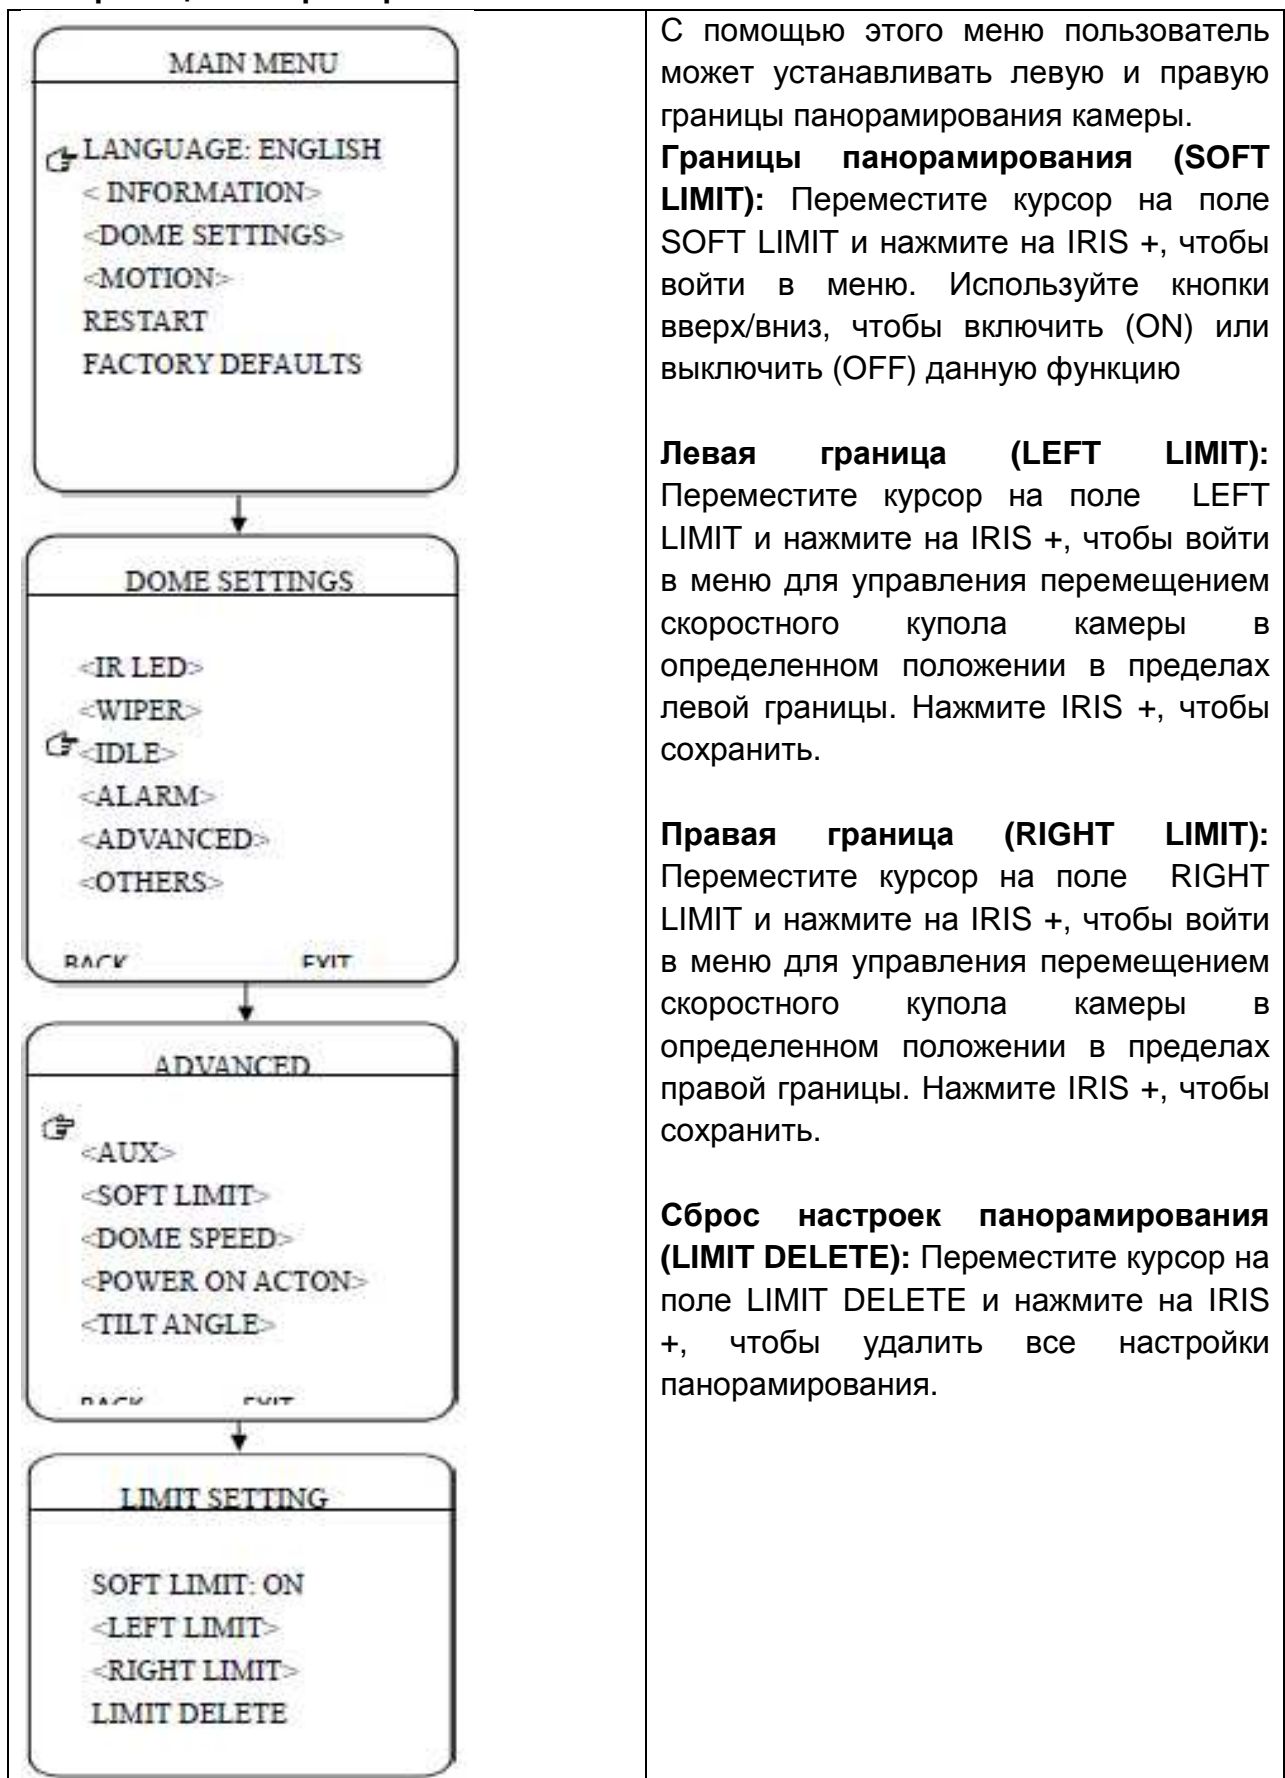 MAIN MENU
LANGUAGE: ENGLISH
< INFORMATION>
<DOME SETTINGS>
<MOTION>
RESTART
FACTORY DEFAULTS
DOME SETTINGS
<IR LED>
<WIPER>
<IDLE>
<ALARM>
<ADVANCED>
<OTHERS>
BACK EXIT
ADVANCED
<AUX>
<SOFT LIMIT>
<DOME SPEED>
<POWER ON ACTON>
<TILT ANGLE>
BACK EXIT
LIMIT SETTING
SOFT LIMIT: ON
<LEFT LIMIT>
<RIGHT LIMIT>
LIMIT DELETE
С помощью этого меню пользователь
может устанавливать левую и правую
границы панорамирования камеры.
Границы панорамирования (SOFT
LIMIT): Переместите курсор на поле
SOFT LIMIT и нажмите на IRIS +, чтобы
войти в меню. Используйте кнопки
вверх/вниз, чтобы включить (ON) или
выключить (OFF) данную функцию
Левая граница (LEFT LIMIT):
Переместите курсор на поле LEFT
LIMIT и нажмите на IRIS +, чтобы войти
в меню для управления перемещением
скоростного купола камеры в
определенном положении в пределах
левой границы. Нажмите IRIS +, чтобы
сохранить.
Правая граница (RIGHT LIMIT):
Переместите курсор на поле RIGHT
LIMIT и нажмите на IRIS +, чтобы войти
в меню для управления перемещением
скоростного купола камеры в
определенном положении в пределах
правой границы. Нажмите IRIS +, чтобы
сохранить.
Сброс настроек панорамирования
(LIMIT DELETE): Переместите курсор на
поле LIMIT DELETE и нажмите на IRIS
+, чтобы удалить все настройки
панорамирования.